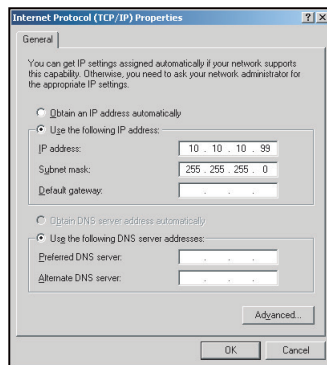 Internet Protocol (TCP/IP) Properties
General
You can get IP settings assigned automatically if your network supports
this capability. Otherwise, you need to ask your network administrator for
the appropriate IP settings.
Obtain an IP address automatically
Use the following IP address:
IP address: 10 . 10 . 10 . 99
Subnet mask: 255 . 255 . 255 . 0
Default gateway: . . .
Obtain DNS server address automatically
Use the following DNS server addresses:
Preferred DNS server: . . .
Alternate DNS server: . . .
Advanced...
OK Cancel